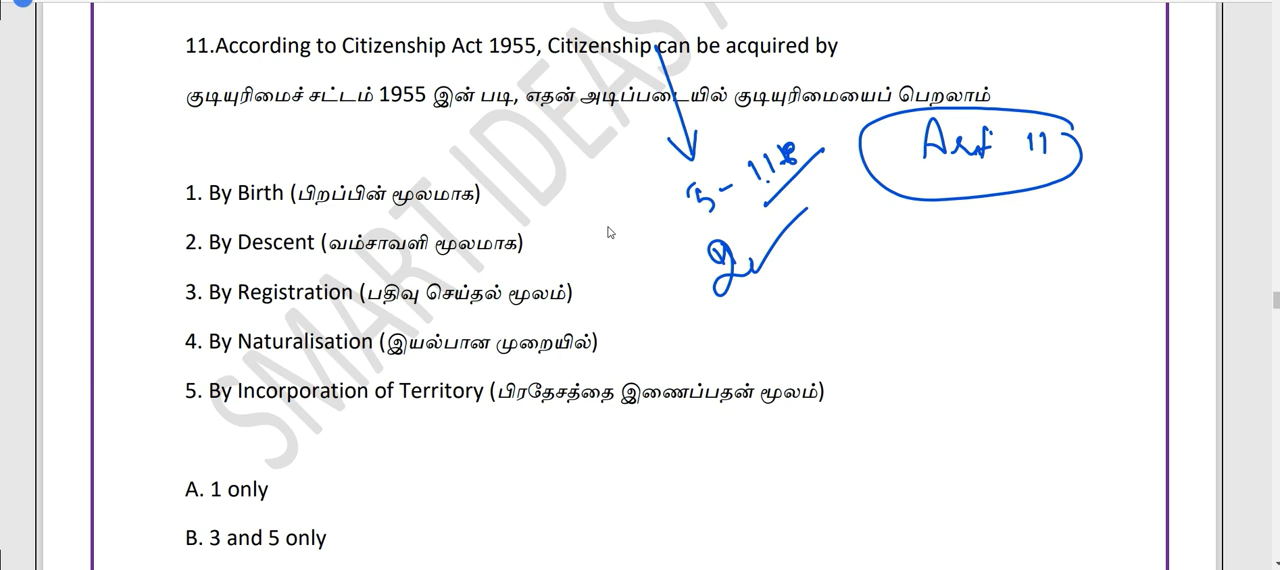 11.According to Citizenship Act 1955, Citizenship can be acquired by
குடியுரிமைச் சட்டம் 1955 இன் படி, எதன் அடிப்படையில் குடியுரிமையைப் பெறலாம்
Art 11
5 -
1. By Birth (பிறப்பின் மூலமாக)
2. By Descent (வம்சாவளி மூலமாக)
3. By Registration (பதிவு செய்தல் மூலம்)
4. By Naturalisation (இயல்பான முறையில்)
5. By Incorporation of Territory (பிரதேசத்தை இணைப்பதன் மூலம்)
A. 1 only
B. 3 and 5 only
SMART IDEAS